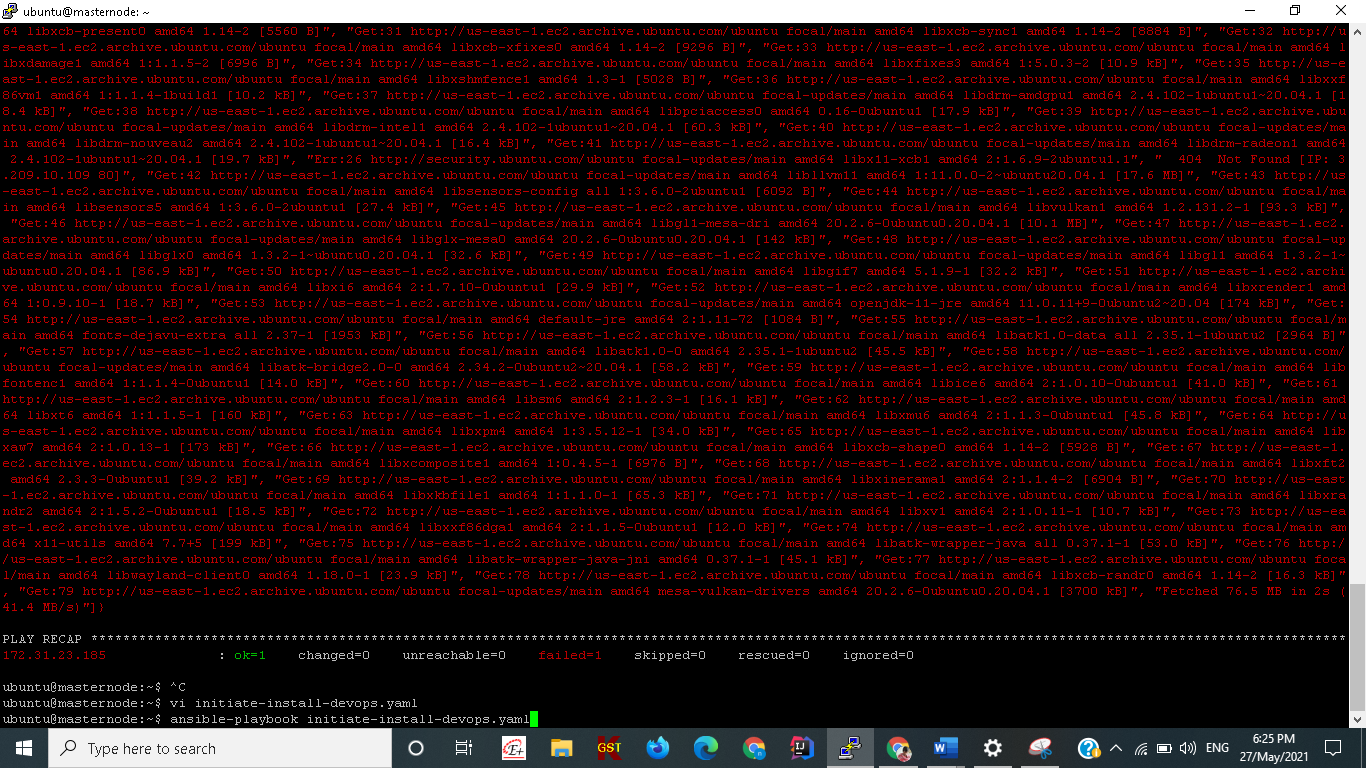 ubuntu@masternode: ~
64 libxcb-present0 amd64 1.14-2 [5560 B]", "Get:31 http://us-east-1.ec2.archive.ubuntu.com/ubuntu focal/main amd64 libxcb-sync1 amd64 1.14-2 [8884 B]", "Get:32 http://u
s-east-1.ec2.archive.ubuntu.com/ubuntu focal/main amd64 libxcb-xfixes0 amd64 1.14-2 [9296 B]", "Get:33 http://us-east-1.ec2.archive.ubuntu.com/ubuntu focal/main amd64 l
ibxdamage1 amd64 1:1.1.5-2 [6996 B]", "Get:34 http://us-east-1.ec2.archive.ubuntu.com/ubuntu focal/main amd64 libxfixes3 amd64 1:5.0.3-2 [10.9 kB]", "Get:35 http://us-e
ast-1.ec2.archive.ubuntu.com/ubuntu focal/main amd64 libxshmfence1 amd64 1.3-1 [5028 B]", "Get:36 http://us-east-1.ec2.archive.ubuntu.com/ubuntu focal/main amd64 libxxf
86vm1 amd64 1:1.1.4-1build1 [10.2 kB]", "Get:37 http://us-east-1.ec2.archive.ubuntu.com/ubuntu focal-updates/main amd64 libdrm-amdgpu1 amd64 2.4.102-1ubuntu1~20.04.1 [1
8.4 kB]", "Get:38 http://us-east-1.ec2.archive.ubuntu.com/ubuntu focal/main amd64 libpciaccess0 amd64 0.16-0ubuntu1 [17.9 kB]", "Get:39 http://us-east-1.ec2.archive.ubu
ntu.com/ubuntu focal-updates/main amd64 libdrm-intel1 amd64 2.4.102-1ubuntu1~20.04.1 [60.3 kB]", "Get:40 http://us-east-1.ec2.archive.ubuntu.com/ubuntu focal-updates/ma
in amd64 libdrm-nouveau2 amd64 2.4.102-1ubuntu1~20.04.1 [16.4 kB]", "Get:41 http://us-east-1.ec2.archive.ubuntu.com/ubuntu focal-updates/main amd64 libdrm-radeon1 amd64
 2.4.102-1ubuntu1~20.04.1 [19.7 kB]", "Err:26 http://security.ubuntu.com/ubuntu focal-updates/main amd64 libx11-xcb1 amd64 2:1.6.9-2ubuntu1.1", "  404  Not Found [IP: 3
.209.10.109 80]", "Get:42 http://us-east-1.ec2.archive.ubuntu.com/ubuntu focal-updates/main amd64 libllvm11 amd64 1:11.0.0-2~ubuntu20.04.1 [17.6 MB]", "Get:43 http://us
-east-1.ec2.archive.ubuntu.com/ubuntu focal/main amd64 libsensors-config all 1:3.6.0-2ubuntu1 [6092 B]", "Get:44 http://us-east-1.ec2.archive.ubuntu.com/ubuntu focal/ma
in amd64 libsensors5 amd64 1:3.6.0-2ubuntu1 [27.4 kB]", "Get:45 http://us-east-1.ec2.archive.ubuntu.com/ubuntu focal/main amd64 libvulkan1 amd64 1.2.131.2-1 [93.3 kB]",
 "Get:46 http://us-east-1.ec2.archive.ubuntu.com/ubuntu focal-updates/main amd64 libgl1-mesa-dri amd64 20.2.6-0ubuntu0.20.04.1 [10.1 MB]", "Get:47 http://us-east-1.ec2.
archive.ubuntu.com/ubuntu focal-updates/main amd64 libglx-mesa0 amd64 20.2.6-0ubuntu0.20.04.1 [142 kB]", "Get:48 http://us-east-1.ec2.archive.ubuntu.com/ubuntu focal-up
dates/main amd64 libglx0 amd64 1.3.2-1~ubuntu0.20.04.1 [32.6 kB]", "Get:49 http://us-east-1.ec2.archive.ubuntu.com/ubuntu focal-updates/main amd64 libgl1 amd64 1.3.2-1~
ubuntu0.20.04.1 [86.9 kB]", "Get:50 http://us-east-1.ec2.archive.ubuntu.com/ubuntu focal/main amd64 libgif7 amd64 5.1.9-1 [32.2 kB]", "Get:51 http://us-east-1.ec2.archi
ve.ubuntu.com/ubuntu focal/main amd64 libxi6 amd64 2:1.7.10-0ubuntu1 [29.9 kB]", "Get:52 http://us-east-1.ec2.archive.ubuntu.com/ubuntu focal/main amd64 libxrender1 amd
64 1:0.9.10-1 [18.7 kB]", "Get:53 http://us-east-1.ec2.archive.ubuntu.com/ubuntu focal-updates/main amd64 openjdk-11-jre amd64 11.0.11+9-0ubuntu2~20.04 [174 kB]", "Get:
54 http://us-east-1.ec2.archive.ubuntu.com/ubuntu focal/main amd64 default-jre amd64 2:1.11-72 [1084 B]", "Get:55 http://us-east-1.ec2.archive.ubuntu.com/ubuntu focal/m
ain amd64 fonts-dejavu-extra all 2.37-1 [1953 kB]", "Get:56 http://us-east-1.ec2.archive.ubuntu.com/ubuntu focal/main amd64 libatk1.0-data all 2.35.1-1ubuntu2 [2964 B]"
, "Get:57 http://us-east-1.ec2.archive.ubuntu.com/ubuntu focal/main amd64 libatk1.0-0 amd64 2.35.1-1ubuntu2 [45.5 kB]", "Get:58 http://us-east-1.ec2.archive.ubuntu.com/
ubuntu focal-updates/main amd64 libatk-bridge2.0-0 amd64 2.34.2-0ubuntu2~20.04.1 [58.2 kB]", "Get:59 http://us-east-1.ec2.archive.ubuntu.com/ubuntu focal/main amd64 lib
fontenc1 amd64 1:1.1.4-0ubuntu1 [14.0 kB]", "Get:60 http://us-east-1.ec2.archive.ubuntu.com/ubuntu focal/main amd64 libice6 amd64 2:1.0.10-0ubuntu1 [41.0 kB]", "Get:61 
http://us-east-1.ec2.archive.ubuntu.com/ubuntu focal/main amd64 libsm6 amd64 2:1.2.3-1 [16.1 kB]", "Get:62 http://us-east-1.ec2.archive.ubuntu.com/ubuntu focal/main amd
64 libxt6 amd64 1:1.1.5-1 [160 kB]", "Get:63 http://us-east-1.ec2.archive.ubuntu.com/ubuntu focal/main amd64 libxmu6 amd64 2:1.1.3-0ubuntu1 [45.8 kB]", "Get:64 http://u
s-east-1.ec2.archive.ubuntu.com/ubuntu focal/main amd64 libxpm4 amd64 1:3.5.12-1 [34.0 kB]", "Get:65 http://us-east-1.ec2.archive.ubuntu.com/ubuntu focal/main amd64 lib
xaw7 amd64 2:1.0.13-1 [173 kB]", "Get:66 http://us-east-1.ec2.archive.ubuntu.com/ubuntu focal/main amd64 libxcb-shape0 amd64 1.14-2 [5928 B]", "Get:67 http://us-east-1.
ec2.archive.ubuntu.com/ubuntu focal/main amd64 libxcomposite1 amd64 1:0.4.5-1 [6976 B]", "Get:68 http://us-east-1.ec2.archive.ubuntu.com/ubuntu focal/main amd64 libxft2
 amd64 2.3.3-0ubuntu1 [39.2 kB]", "Get:69 http://us-east-1.ec2.archive.ubuntu.com/ubuntu focal/main amd64 libxinerama1 amd64 2:1.1.4-2 [6904 B]", "Get:70 http://us-east
-1.ec2.archive.ubuntu.com/ubuntu focal/main amd64 libxkbfile1 amd64 1:1.1.0-1 [65.3 kB]", "Get:71 http://us-east-1.ec2.archive.ubuntu.com/ubuntu focal/main amd64 libxra
ndr2 amd64 2:1.5.2-0ubuntu1 [18.5 kB]", "Get:72 http://us-east-1.ec2.archive.ubuntu.com/ubuntu focal/main amd64 libxv1 amd64 2:1.0.11-1 [10.7 kB]", "Get:73 http://us-ea
st-1.ec2.archive.ubuntu.com/ubuntu focal/main amd64 libxxf86dga1 amd64 2:1.1.5-0ubuntu1 [12.0 kB]", "Get:74 http://us-east-1.ec2.archive.ubuntu.com/ubuntu focal/main am
d64 x11-utils amd64 7.7+5 [199 kB]", "Get:75 http://us-east-1.ec2.archive.ubuntu.com/ubuntu focal/main amd64 libatk-wrapper-java all 0.37.1-1 [53.0 kB]", "Get:76 http:/
/us-east-1.ec2.archive.ubuntu.com/ubuntu focal/main amd64 libatk-wrapper-java-jni amd64 0.37.1-1 [45.1 kB]", "Get:77 http://us-east-1.ec2.archive.ubuntu.com/ubuntu foca
l/main amd64 libwayland-client0 amd64 1.18.0-1 [23.9 kB]", "Get:78 http://us-east-1.ec2.archive.ubuntu.com/ubuntu focal/main amd64 libxcb-randr0 amd64 1.14-2 [16.3 kB]"
, "Get:79 http://us-east-1.ec2.archive.ubuntu.com/ubuntu focal-updates/main amd64 mesa-vulkan-drivers amd64 20.2.6-0ubuntu0.20.04.1 [3700 kB]", "Fetched 76.5 MB in 2s (
41.4 MB/s)"]}
PLAY RECAP *************************************************************************************************************************************************************
172.31.23.185              : ok=1    changed=0    unreachable=0    failed=1    skipped=0    rescued=0    ignored=0
ubuntu@masternode:~$ ^C
ubuntu@masternode:~$ vi initiate-install-devops.yaml
ubuntu@masternode:~$ ansible-playbook initiate-install-devops.yaml
Type here to search
GST
ENG
6:25 PM
27/May/2021